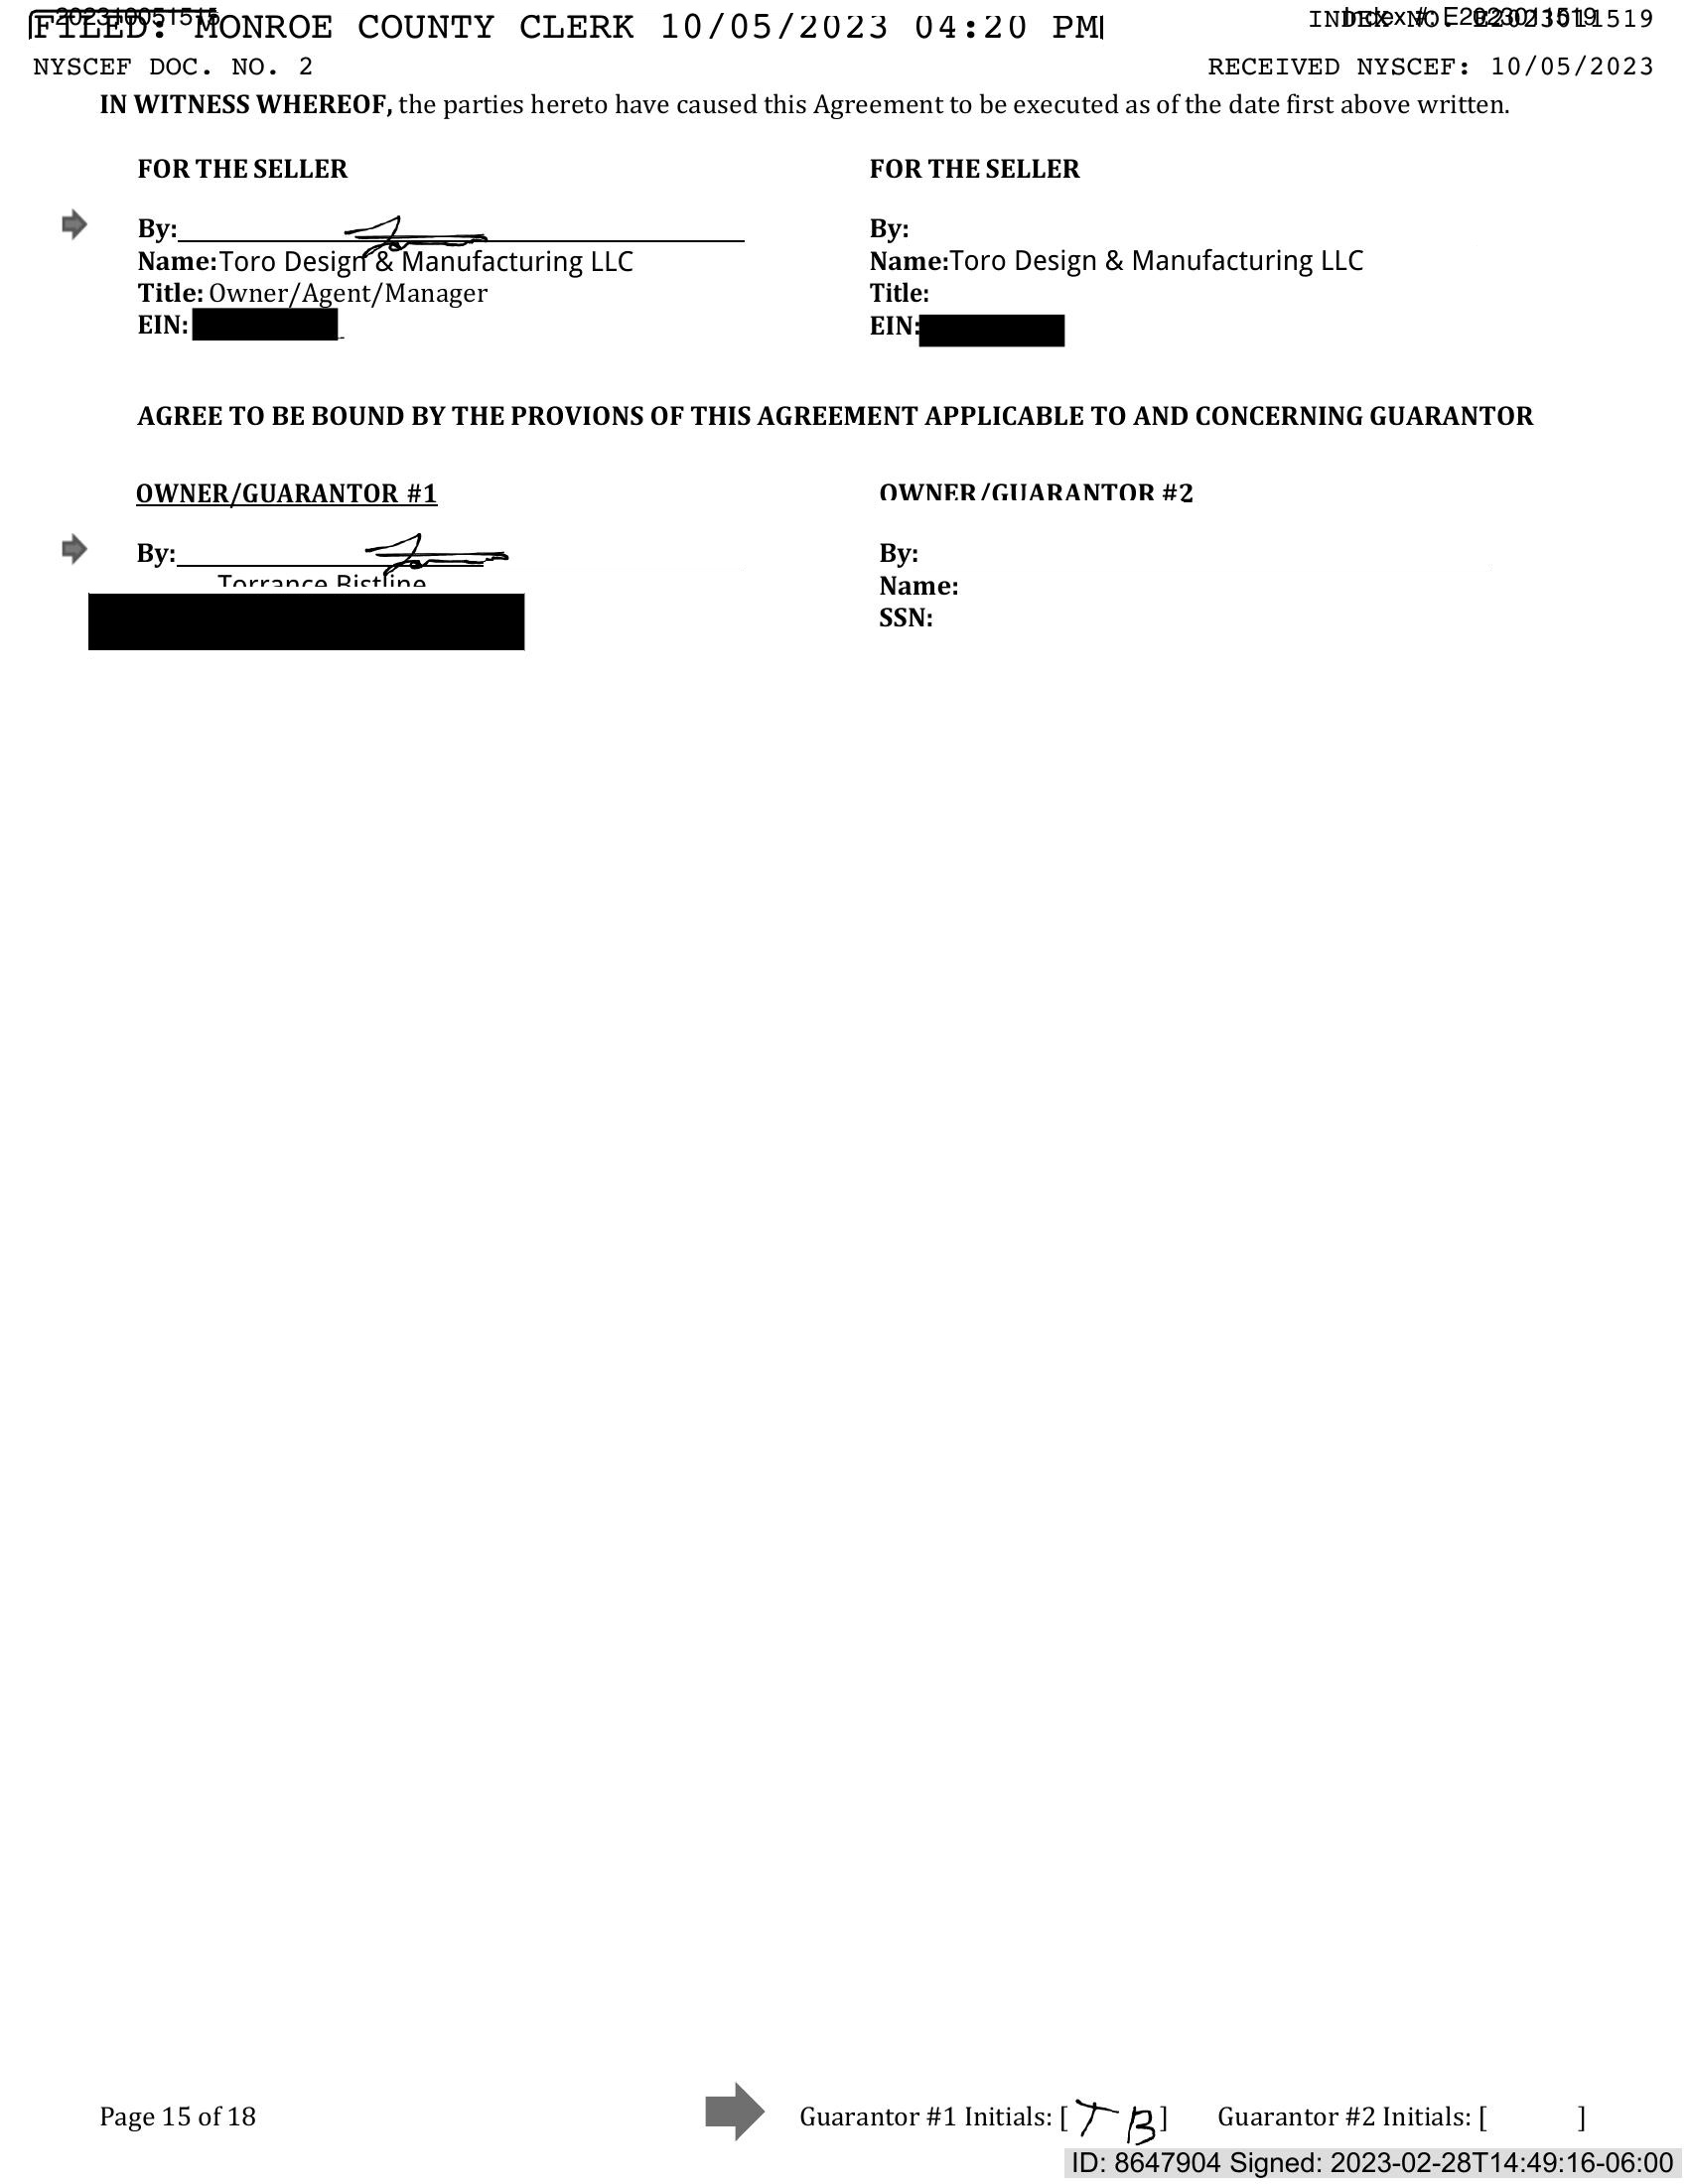 202310051515
FILED: MONROE COUNTY CLERK 10/05/2023 04:20 PM
INDEX NO. E2023011519
Index #: E2023011519
NYSCEF DOC. NO. 2
RECEIVED NYSCEF: 10/05/2023
IN WITNESS WHEREOF, the parties hereto have caused this Agreement to be executed as of the date first above written.
FOR THE SELLER
By:
Name:Toro Design & Manufacturing LLC
Title: Owner/Agent/Manager
EIN:
FOR THE SELLER
By:
Name:Toro Design & Manufacturing LLC
Title:
EIN:
AGREE TO BE BOUND BY THE PROVIONS OF THIS AGREEMENT APPLICABLE TO AND CONCERNING GUARANTOR
OWNER/GUARANTOR #1
By:
Torrance Bistline
OWNER/GUARANTOR #2
By:
Name:
SSN:
Page 15 of 18
Guarantor #1 Initials: [TB]
Guarantor #2 Initials: [ ]
ID: 8647904 Signed: 2023-02-28T14:49:16-06:00